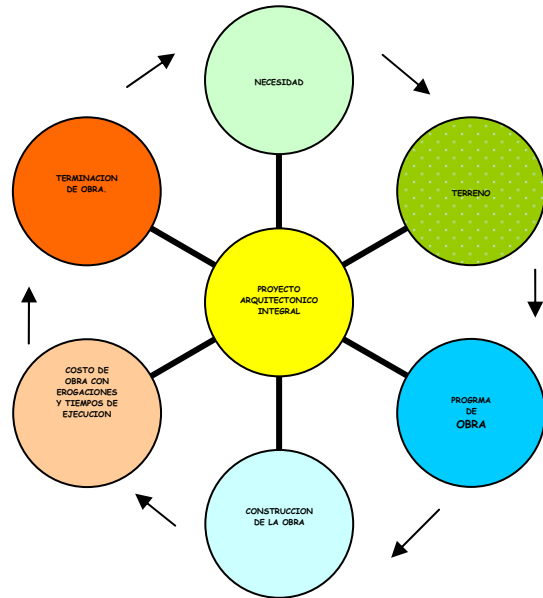 NECESIDAD
TERRENO
PROGRMA
DE
OBRA
CONSTRUCCION
DE LA OBRA
COSTO DE
OBRA CON
EROGACIONES
Y TIEMPOS DE
EJECUCION
TERMINACION
DE OBRA.
PROYECTO
ARQUITECTONICO
INTEGRAL